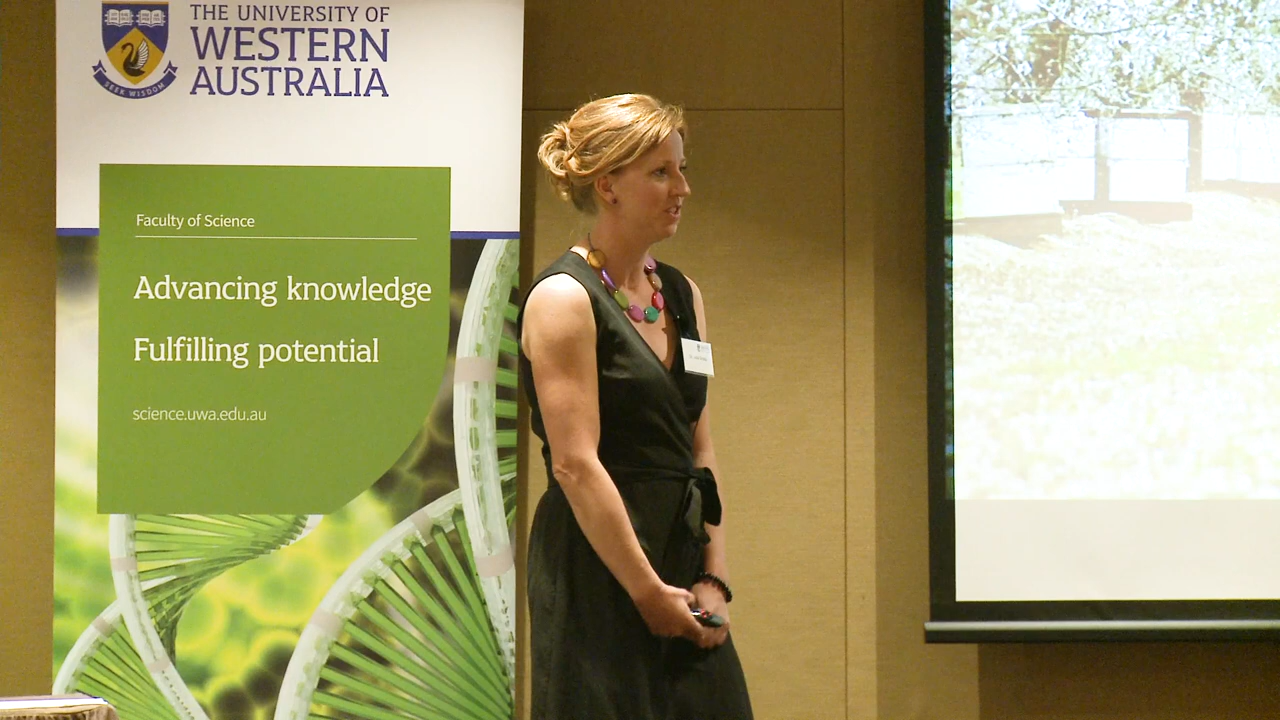 THE UNIVERSITY OF
WESTERN
AUSTRALIA
SEEK WISDOM
Faculty of Science
Advancing knowledge
Fulfilling potential
science.uwa.edu.au